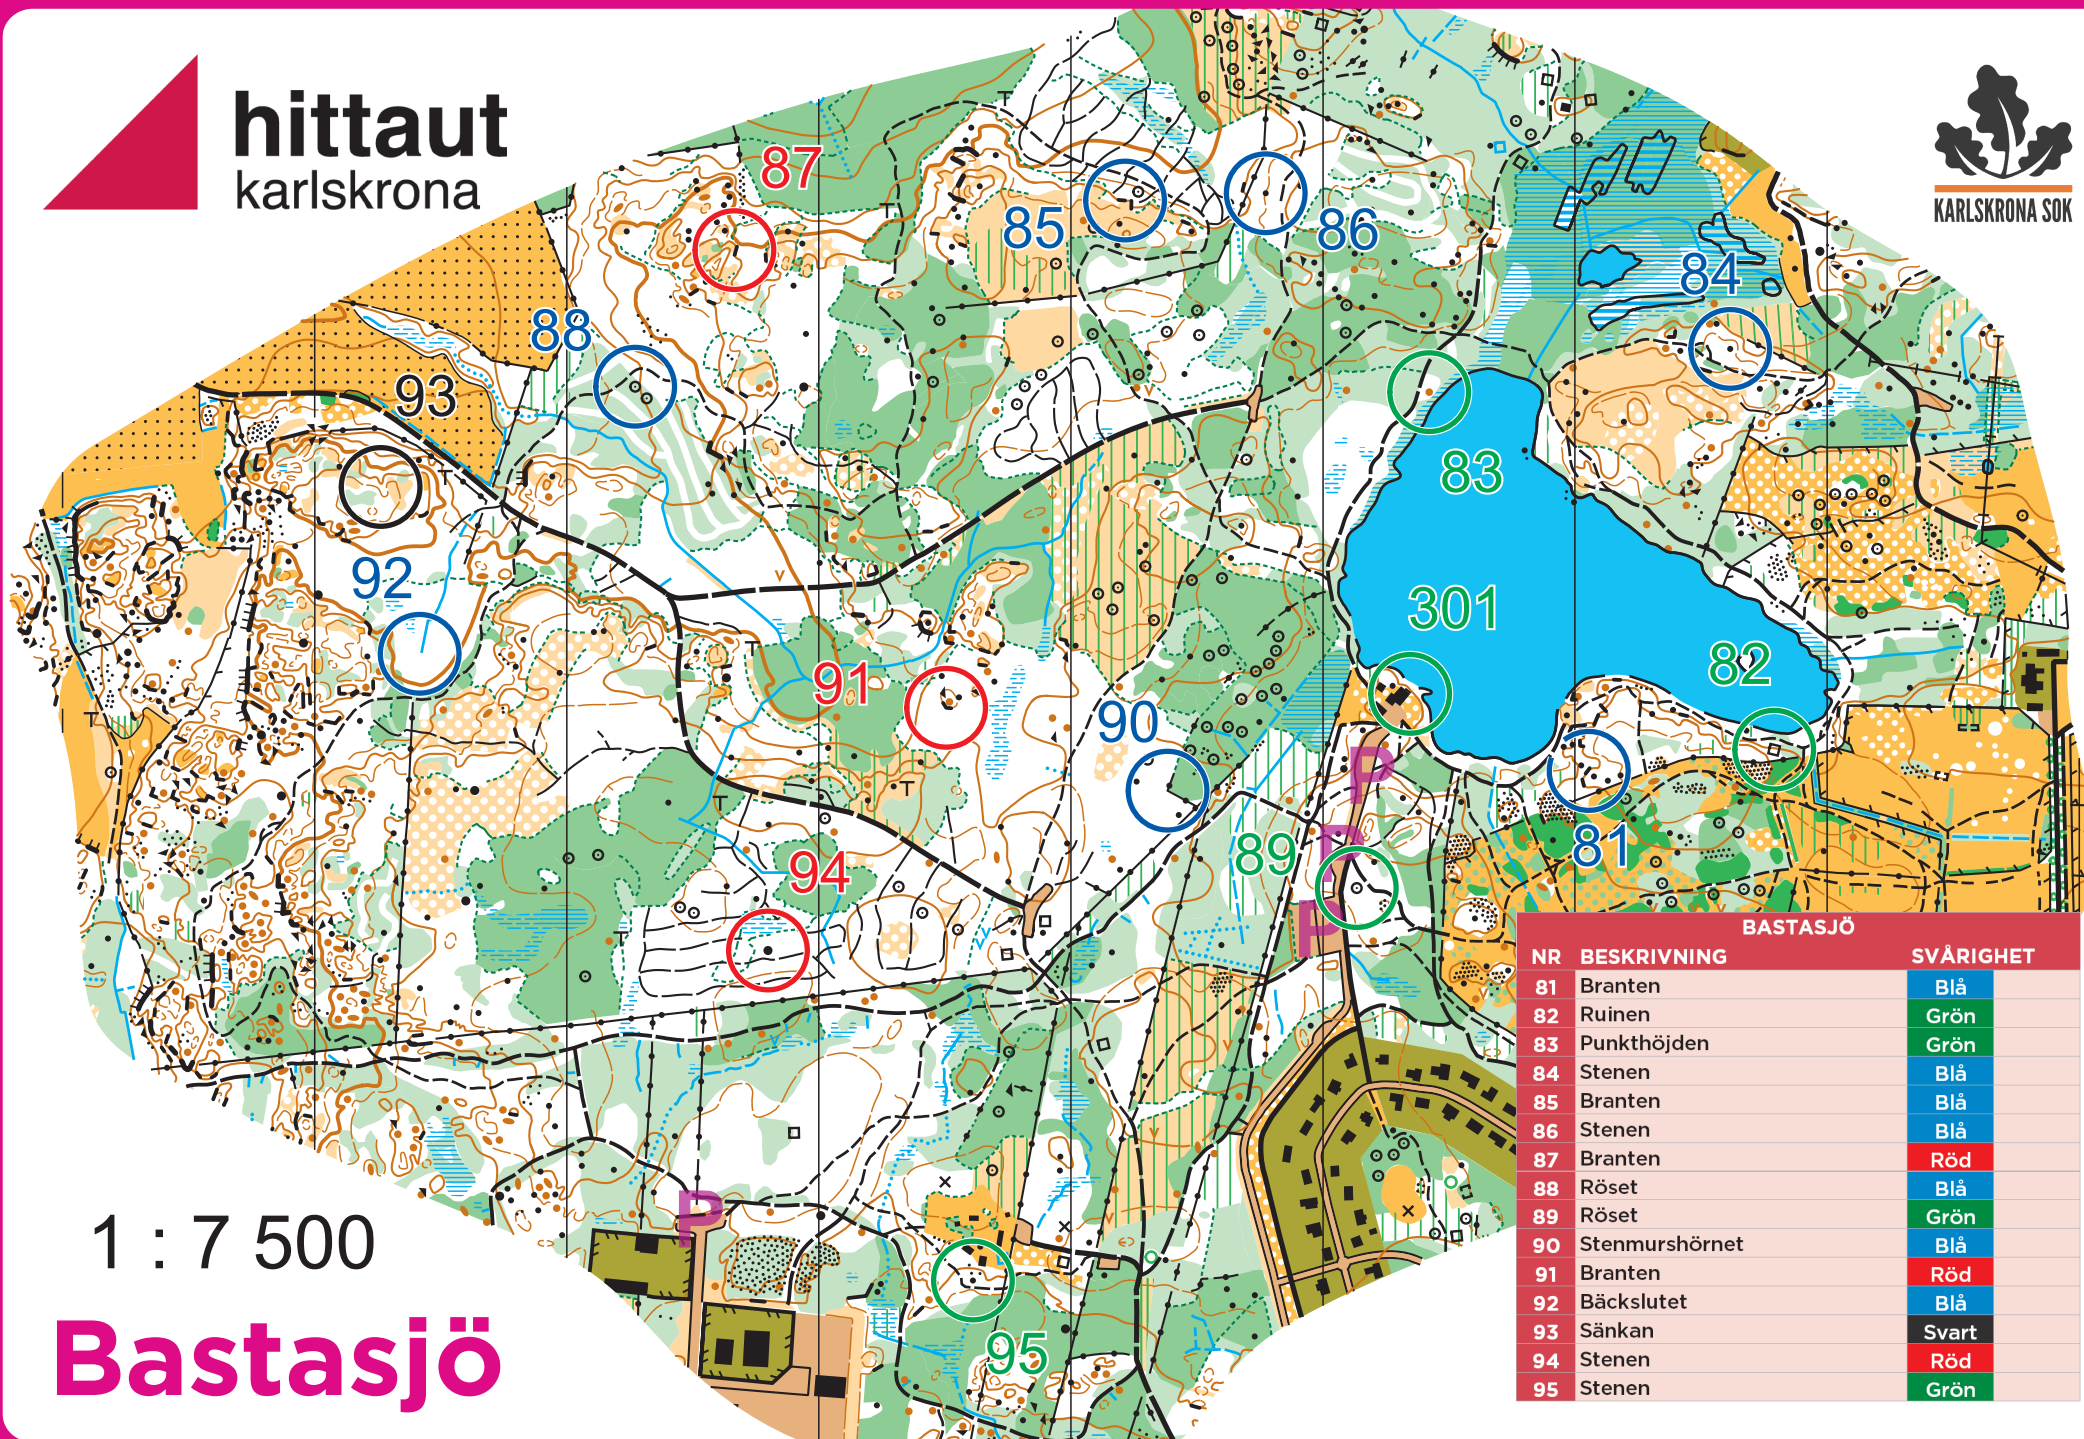 hittaut
karlskrona
KARLSKRONA SOK
87
85
86
84
88
93
83
92
301
82
91
90
81
94
89
P
P
P
P
95
1 : 7 500
Bastasjö
BASTASJÖ
NR BESKRIVNING SVÅRIGHET
81 Branten Blå
82 Ruinen Grön
83 Punkthöjden Grön
84 Stenen Blå
85 Branten Blå
86 Stenen Blå
87 Branten Röd
88 Röset Blå
89 Röset Grön
90 Stenmurshörnet Blå
91 Branten Röd
92 Bäckslutet Blå
93 Sänkan Svart
94 Stenen Röd
95 Stenen Grön